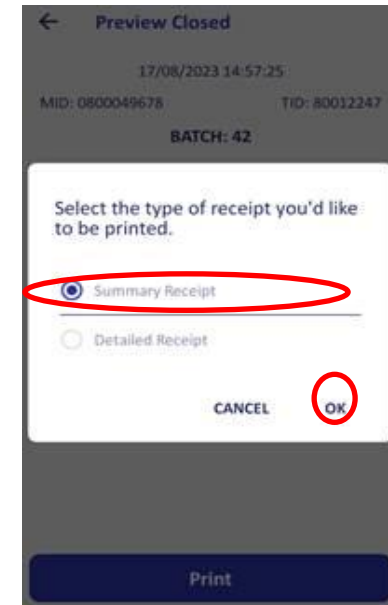 ← Preview Closed
17/08/2023 14:57:25
MID: 0800049678 TID: 80012247
BATCH: 42
Select the type of receipt you'd like
to be printed.
Summary Receipt
Detailed Receipt
CANCEL OK
Print